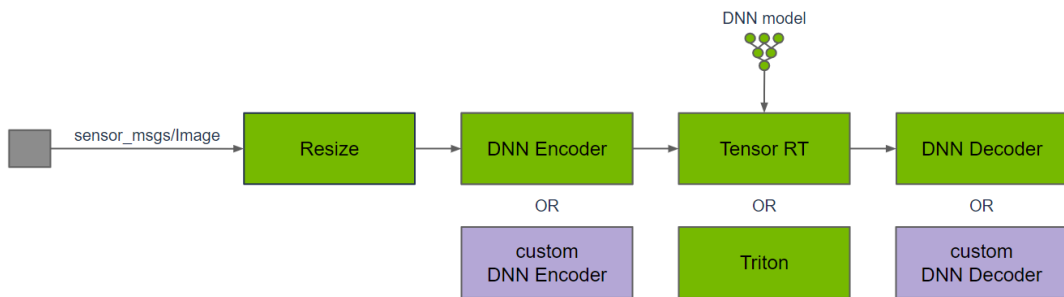 DNN model
sensor_msgs/Image
Resize
DNN Encoder
Tensor RT
DNN Decoder
OR
OR
OR
custom
DNN Encoder
Triton
custom
DNN Decoder